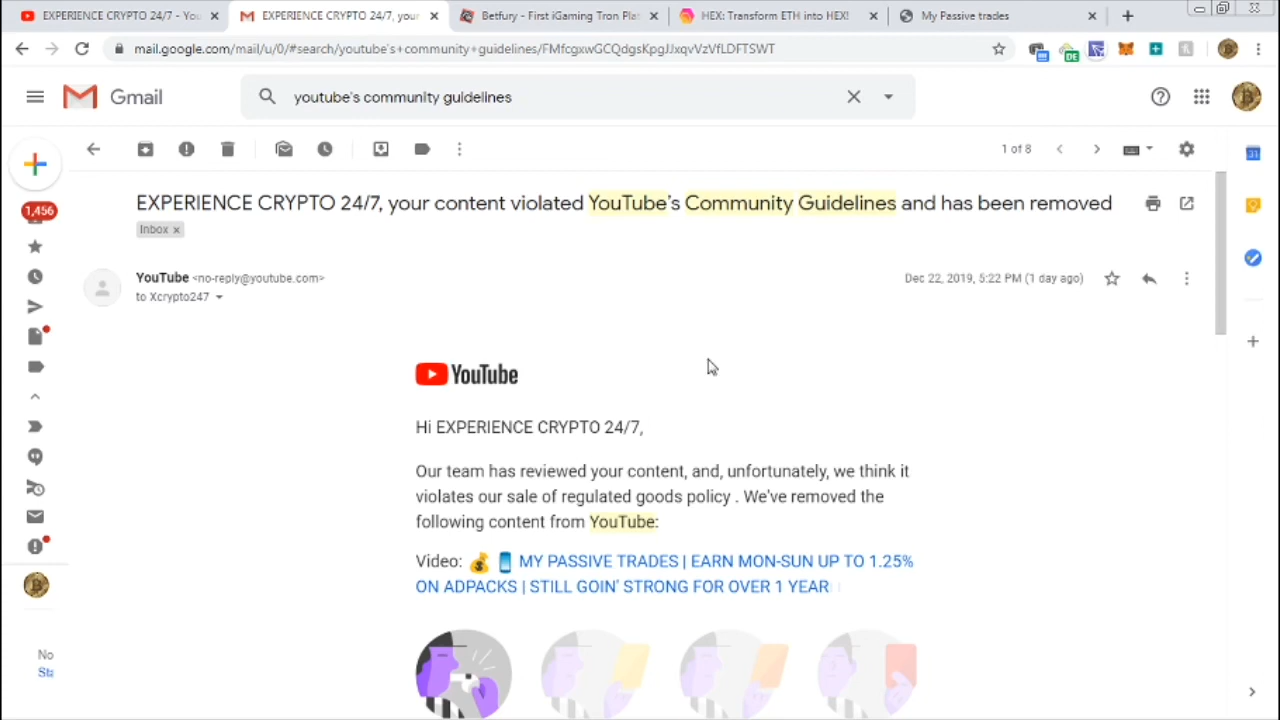 EXPERIENCE CRYPTO 24/7 - You
EXPERIENCE CRYPTO 24/7, your
Betfury - First iGaming Tron Plat
HEX: Transform ETH into HEX!
My Passive trades
mail.google.com/mail/u/0/#search/youtube's+community+guidelines/FMfcgxwGCQdgsKpgJJxqvVzVfLDFTSWT
DE
Gmail
youtube's community guidelines
1 of 8
31
1,456
EXPERIENCE CRYPTO 24/7, your content violated YouTube's Community Guidelines and has been removed
Inbox x
YouTube <no-reply@youtube.com>
Dec 22, 2019, 5:22 PM (1 day ago)
to Xcrypto247
YouTube
Hi EXPERIENCE CRYPTO 24/7,
Our team has reviewed your content, and, unfortunately, we think it
violates our sale of regulated goods policy . We've removed the
following content from YouTube:
Video: 💰 📱 MY PASSIVE TRADES | EARN MON-SUN UP TO 1.25%
ON ADPACKS | STILL GOIN' STRONG FOR OVER 1 YEAR
No
Sta